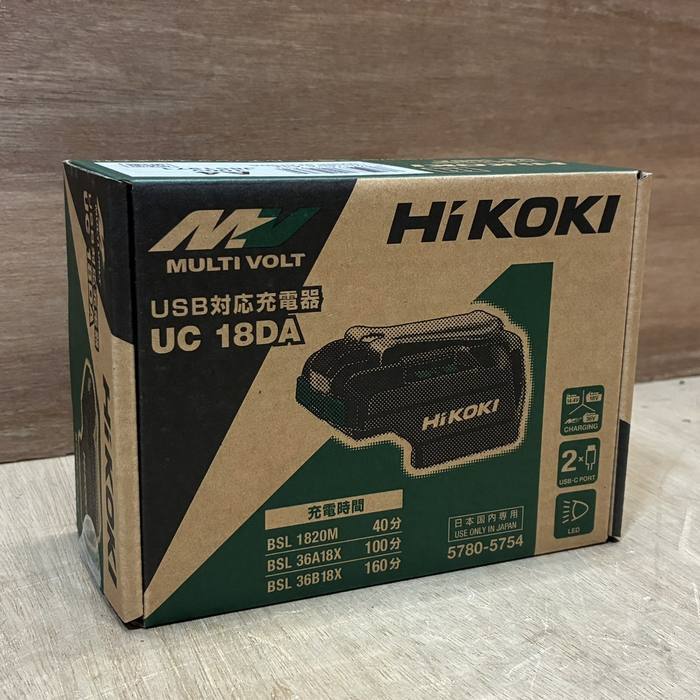 MV
MULTI VOLT
HiKOKI
USB対応充電器
UC 18DA
HiKOKI
充電時間
BSL 1820M 40分
BSL 36A18X 100分
BSL 36B18X 160分
日本国内専用
USE ONLY IN JAPAN
5780-5754
CHARGING
2×
USB-C PORT
LED
HiKOKI